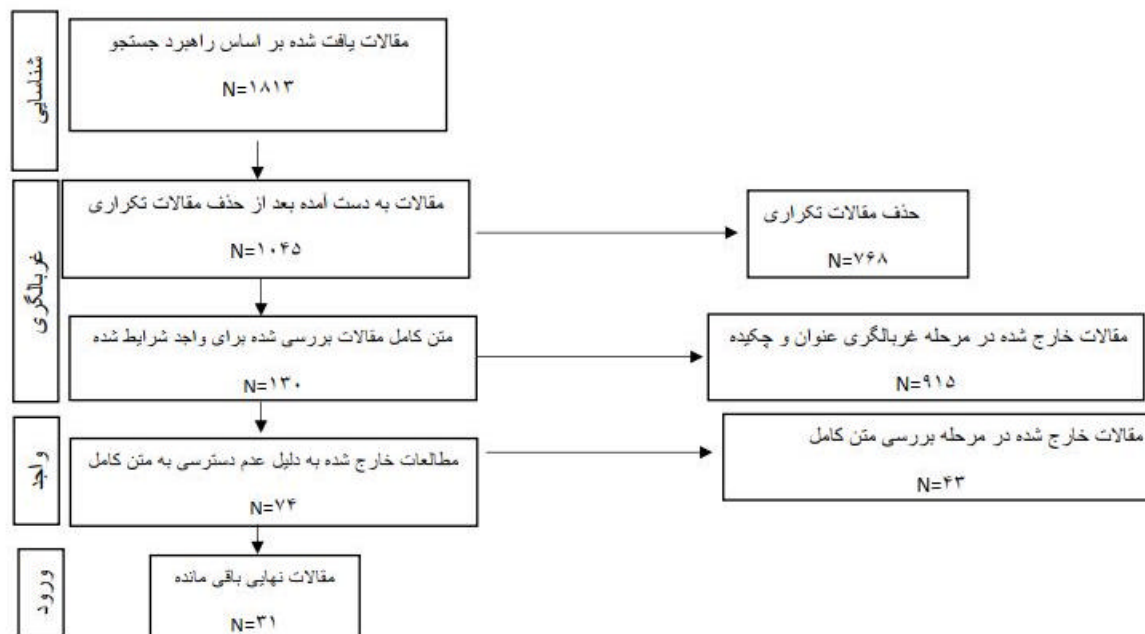 شناسایی
مقالات یافت شده بر اساس راهبرد جستجو
N=۱۸۱۳
غربالگری
مقالات به دست آمده بعد از حذف مقالات تکراری
N=۱۰۴۵
حذف مقالات تکراری
N=۷۶۸
متن کامل مقالات بررسی شده برای واجد شرایط شده
N=۱۳۰
مقالات خارج شده در مرحله غربالگری عنوان و چکیده
N=۹۱۵
واجد
مطالعات خارج شده به دلیل عدم دسترسی به متن کامل
N=۷۴
مقالات خارج شده در مرحله بررسی متن کامل
N=۴۳
ورود
مقالات نهایی باقی مانده
N=۳۱